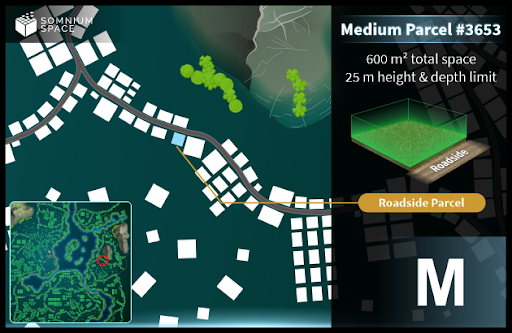 SOMNIUM
SPACE
Medium Parcel #3653
600 m² total space
25 m height & depth limit
Roadside
Roadside Parcel
M